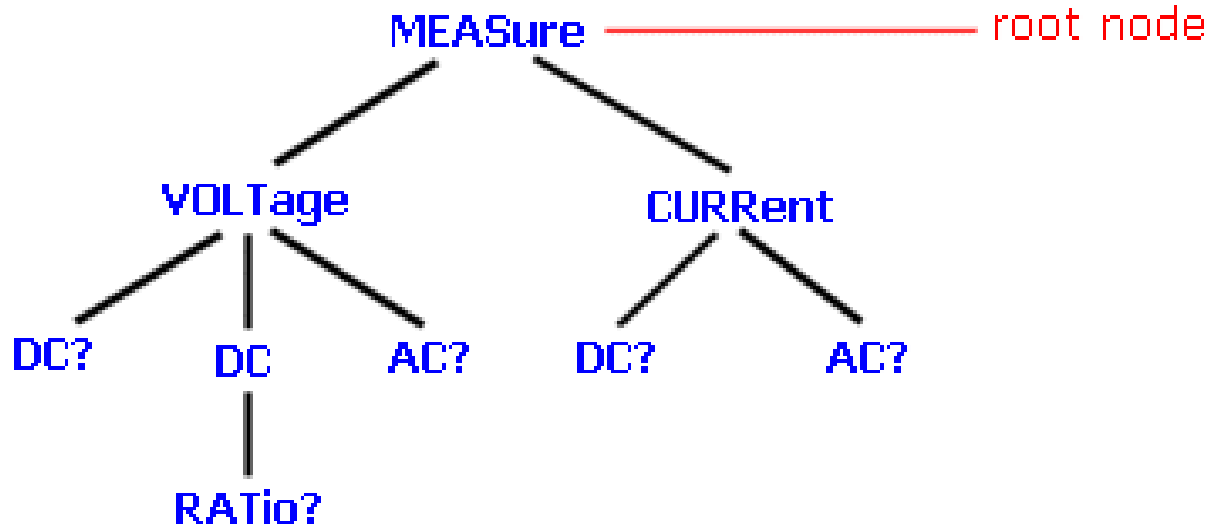 MEASure
root node
VOLTage
CURRent
DC?
DC
AC?
DC?
AC?
RATio?